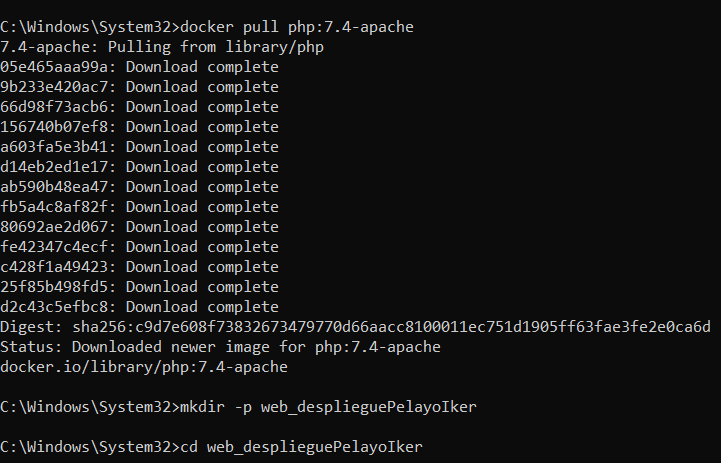 C:\Windows\System32>docker pull php:7.4-apache
7.4-apache: Pulling from library/php
05e465aaa99a: Download complete
9b233e420ac7: Download complete
66d98f73acb6: Download complete
156740b07ef8: Download complete
a603fa5e3b41: Download complete
d14eb2ed1e17: Download complete
ab590b48ea47: Download complete
fb5a4c8af82f: Download complete
80692ae2d067: Download complete
fe42347c4ecf: Download complete
c428f1a49423: Download complete
25f85b498fd5: Download complete
d2c43c5efbc8: Download complete
Digest: sha256:c9d7e608f73832673479770d66aacc8100011ec751d1905ff63fae3fe2e0ca6d
Status: Downloaded newer image for php:7.4-apache
docker.io/library/php:7.4-apache
C:\Windows\System32>mkdir -p web_desplieguePelayoIker
C:\Windows\System32>cd web_desplieguePelayoIker